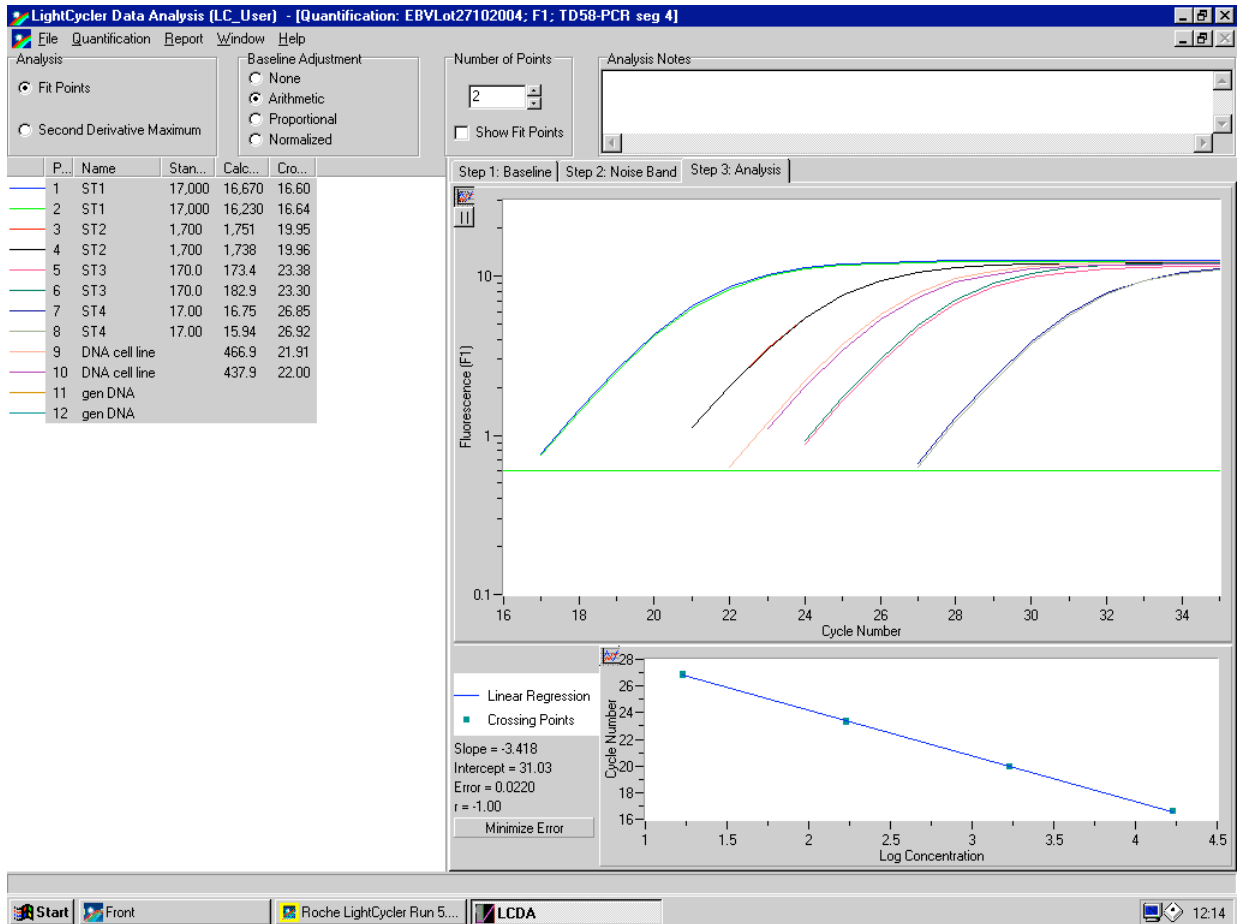 LightCycler Data Analysis (LC_User) - [Quantification: EBVLot27102004; F1; TD58-PCR seg 4]
File Quantification Report Window Help
Analysis
Fit Points
Second Derivative Maximum
Baseline Adjustment
None
Arithmetic
Proportional
Normalized
Number of Points
2
Show Fit Points
Analysis Notes
P... Name Stan... Calc... Cro...
1 ST1 17,000 16,670 16.60
2 ST1 17,000 16,230 16.64
3 ST2 1,700 1,751 19.95
4 ST2 1,700 1,738 19.96
5 ST3 170.0 173.4 23.38
6 ST3 170.0 182.9 23.30
7 ST4 17.00 16.75 26.85
8 ST4 17.00 15.94 26.92
9 DNA cell line 466.9 21.91
10 DNA cell line 437.9 22.00
11 gen DNA
12 gen DNA
Step 1: Baseline Step 2: Noise Band Step 3: Analysis
Fluorescence (F1)
10
1
0.1
16 18 20 22 24 26 28 30 32 34
Cycle Number
Linear Regression
Crossing Points
Slope = -3.418
Intercept = 31.03
Error = 0.0220
r = -1.00
Minimize Error
Cycle Number
28
26
24
22
20
18
16
1 1.5 2 2.5 3 3.5 4 4.5
Log Concentration
Start Front Roche LightCycler Run 5.... LCDA 12:14